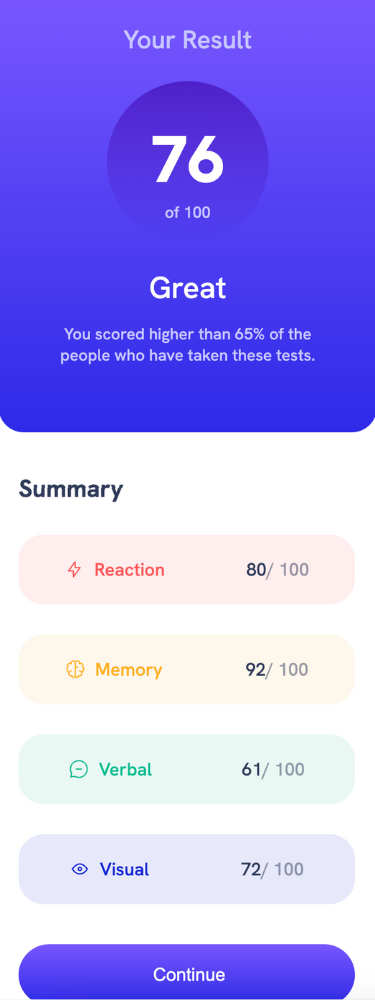 Your Result
76
of 100
Great
You scored higher than 65% of the
people who have taken these tests.
Summary
Reaction 80/ 100
Memory 92/ 100
Verbal 61/ 100
Visual 72/ 100
Continue